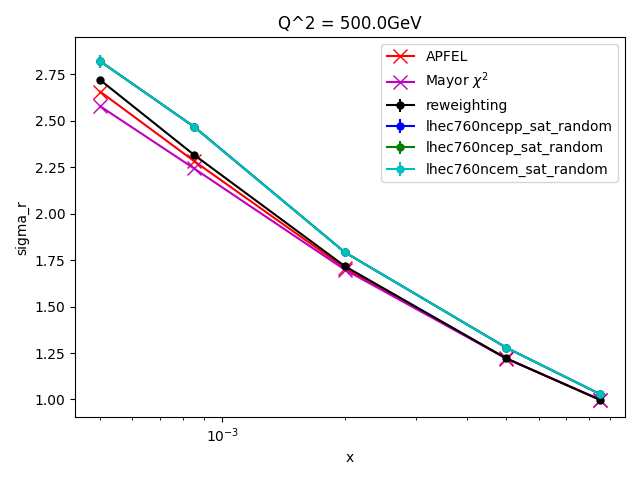 Q^2 = 500.0GeV
APFEL
Mayor χ²
reweighting
lhec760ncepp_sat_random
lhec760ncep_sat_random
lhec760ncem_sat_random
sigma_r
2.75
2.50
2.25
2.00
1.75
1.50
1.25
1.00
10⁻³
x